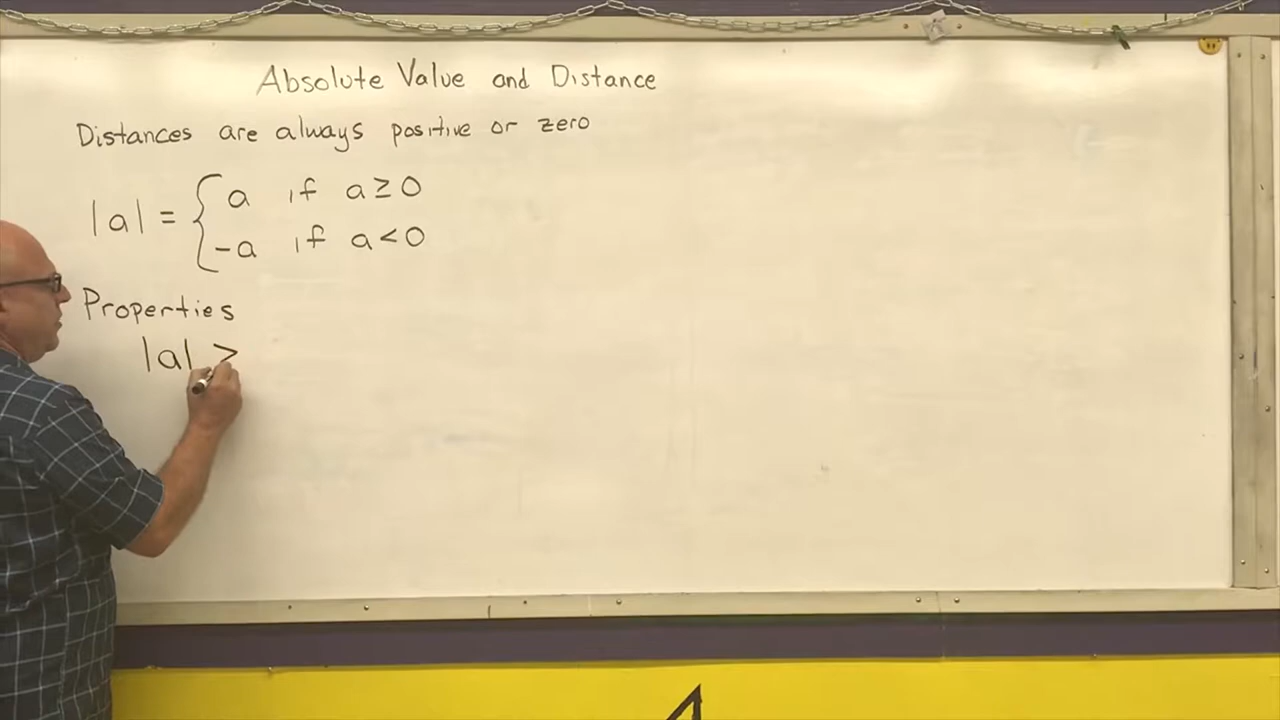 Absolute Value and Distance
Distances are always positive or zero
|a| = { a if a ≥ 0
-a if a < 0
Properties
|a| >